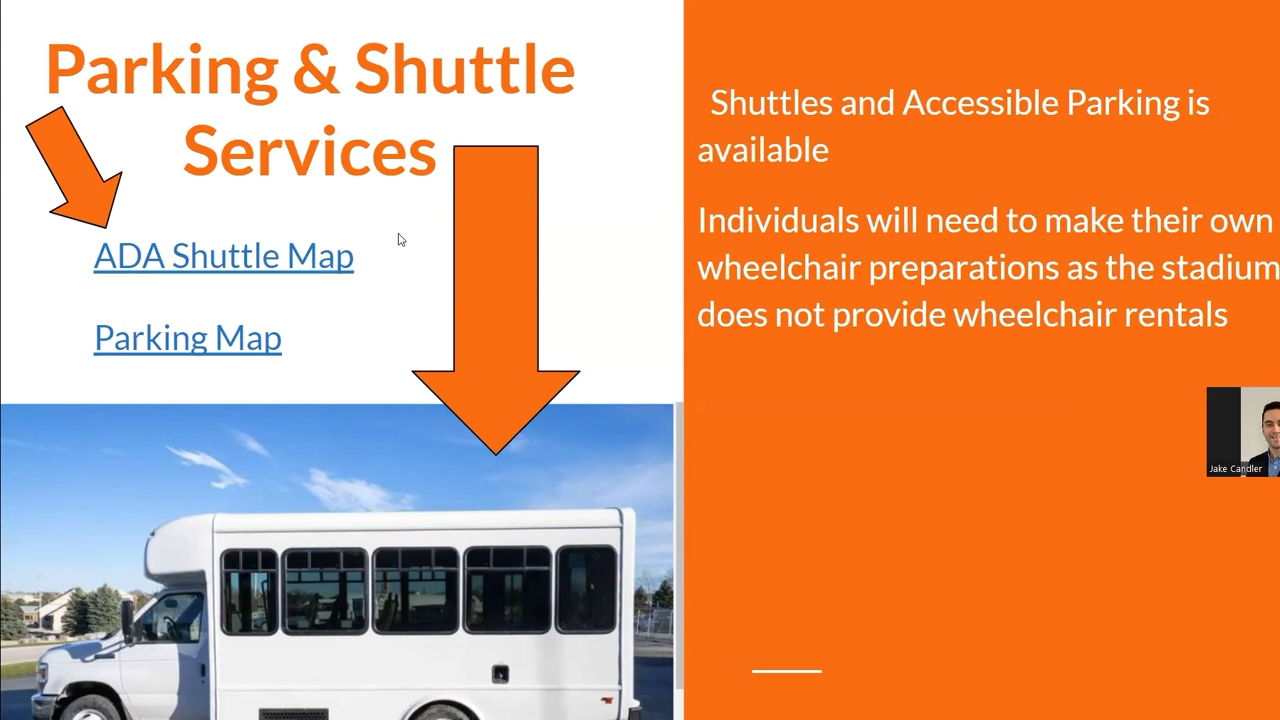 Parking & Shuttle
Services
ADA Shuttle Map
Parking Map
Shuttles and Accessible Parking is
available
Individuals will need to make their own
wheelchair preparations as the stadium
does not provide wheelchair rentals
Jake Candler